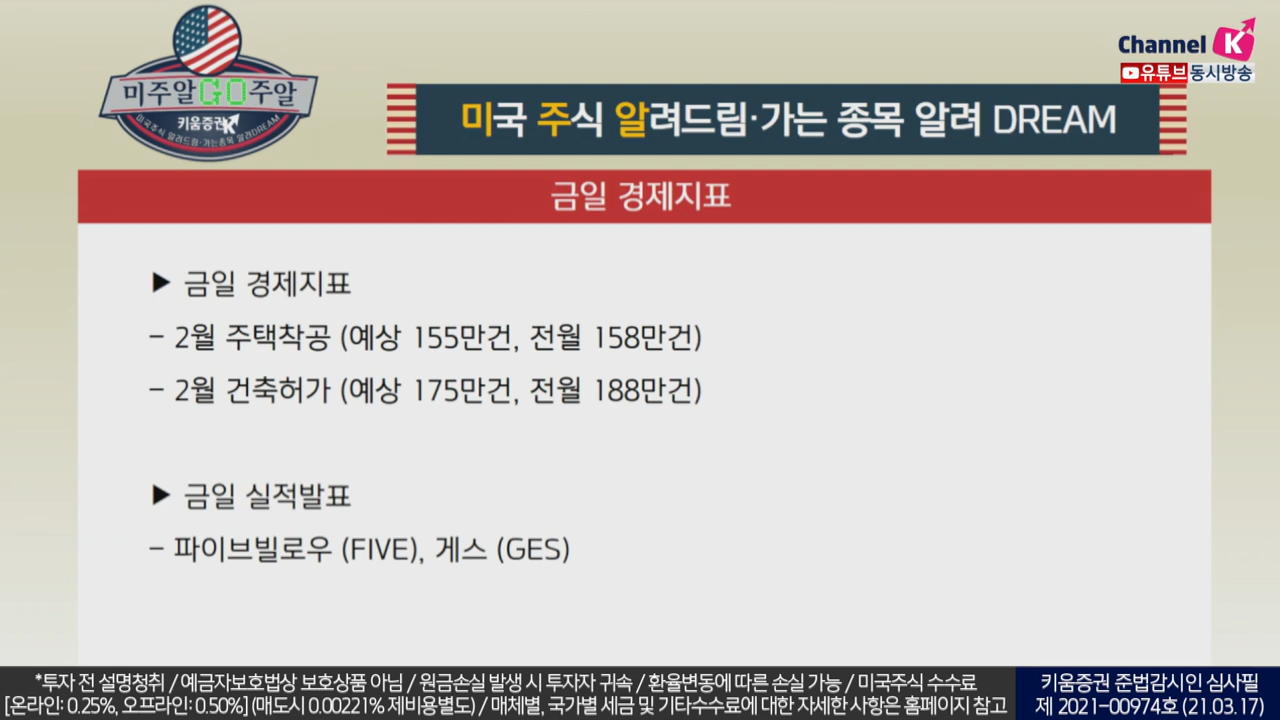 미주알GO주알
키움증권
미국주식 알려드림·가는종목 알려DREAM
Channel K
유튜브동시방송
미국 주식 알려드림·가는 종목 알려 DREAM
금일 경제지표
▶ 금일 경제지표
- 2월 주택착공 (예상 155만건, 전월 158만건)
- 2월 건축허가 (예상 175만건, 전월 188만건)
▶ 금일 실적발표
- 파이브빌로우 (FIVE), 게스 (GES)
*투자 전 설명청취 / 예금자보호법상 보호상품 아님 / 원금손실 발생 시 투자자 귀속 / 환율변동에 따른 손실 가능 / 미국주식 수수료
[온라인: 0.25%, 오프라인: 0.50%] (매도시 0.00221% 제비용별도) / 매체별, 국가별 세금 및 기타수수료에 대한 자세한 사항은 홈페이지 참고
키움증권 준법감시인 심사필
제 2021-00974호 (21.03.17)